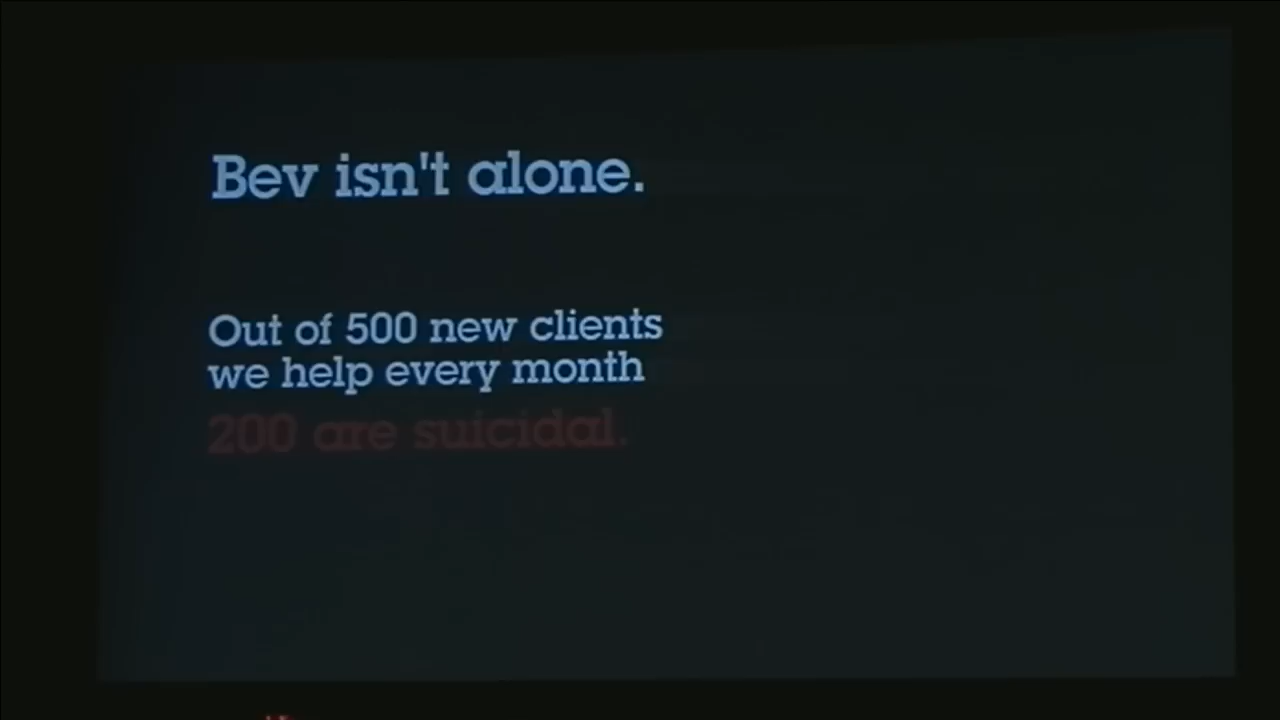 Bev isn't alone.
Out of 500 new clients
we help every month
200 are suicidal.